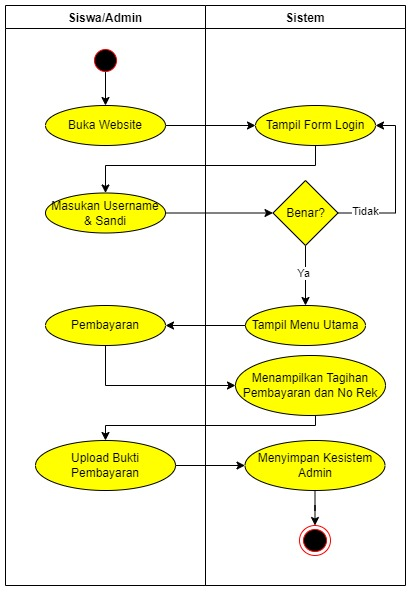 Siswa/Admin
Sistem
Buka Website
Tampil Form Login
Masukan Username
& Sandi
Benar?
Tidak
Ya
Pembayaran
Tampil Menu Utama
Menampilkan Tagihan
Pembayaran dan No Rek
Upload Bukti
Pembayaran
Menyimpan Kesistem
Admin